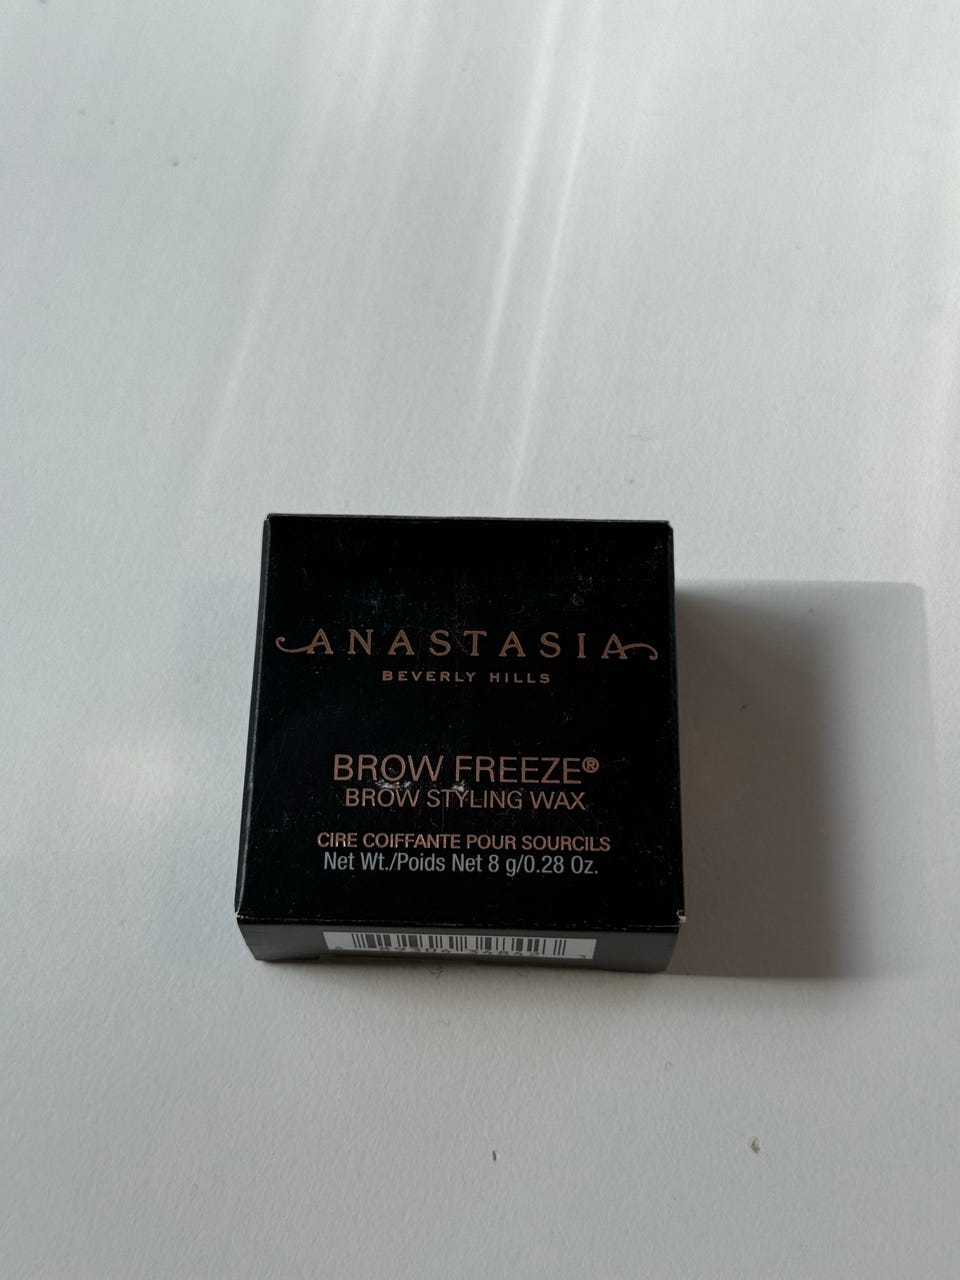 ANASTASIA
BEVERLY HILLS
BROW FREEZE®
BROW STYLING WAX
CIRE COIFFANTE POUR SOURCILS
Net Wt./Poids Net 8 g/0.28 Oz.